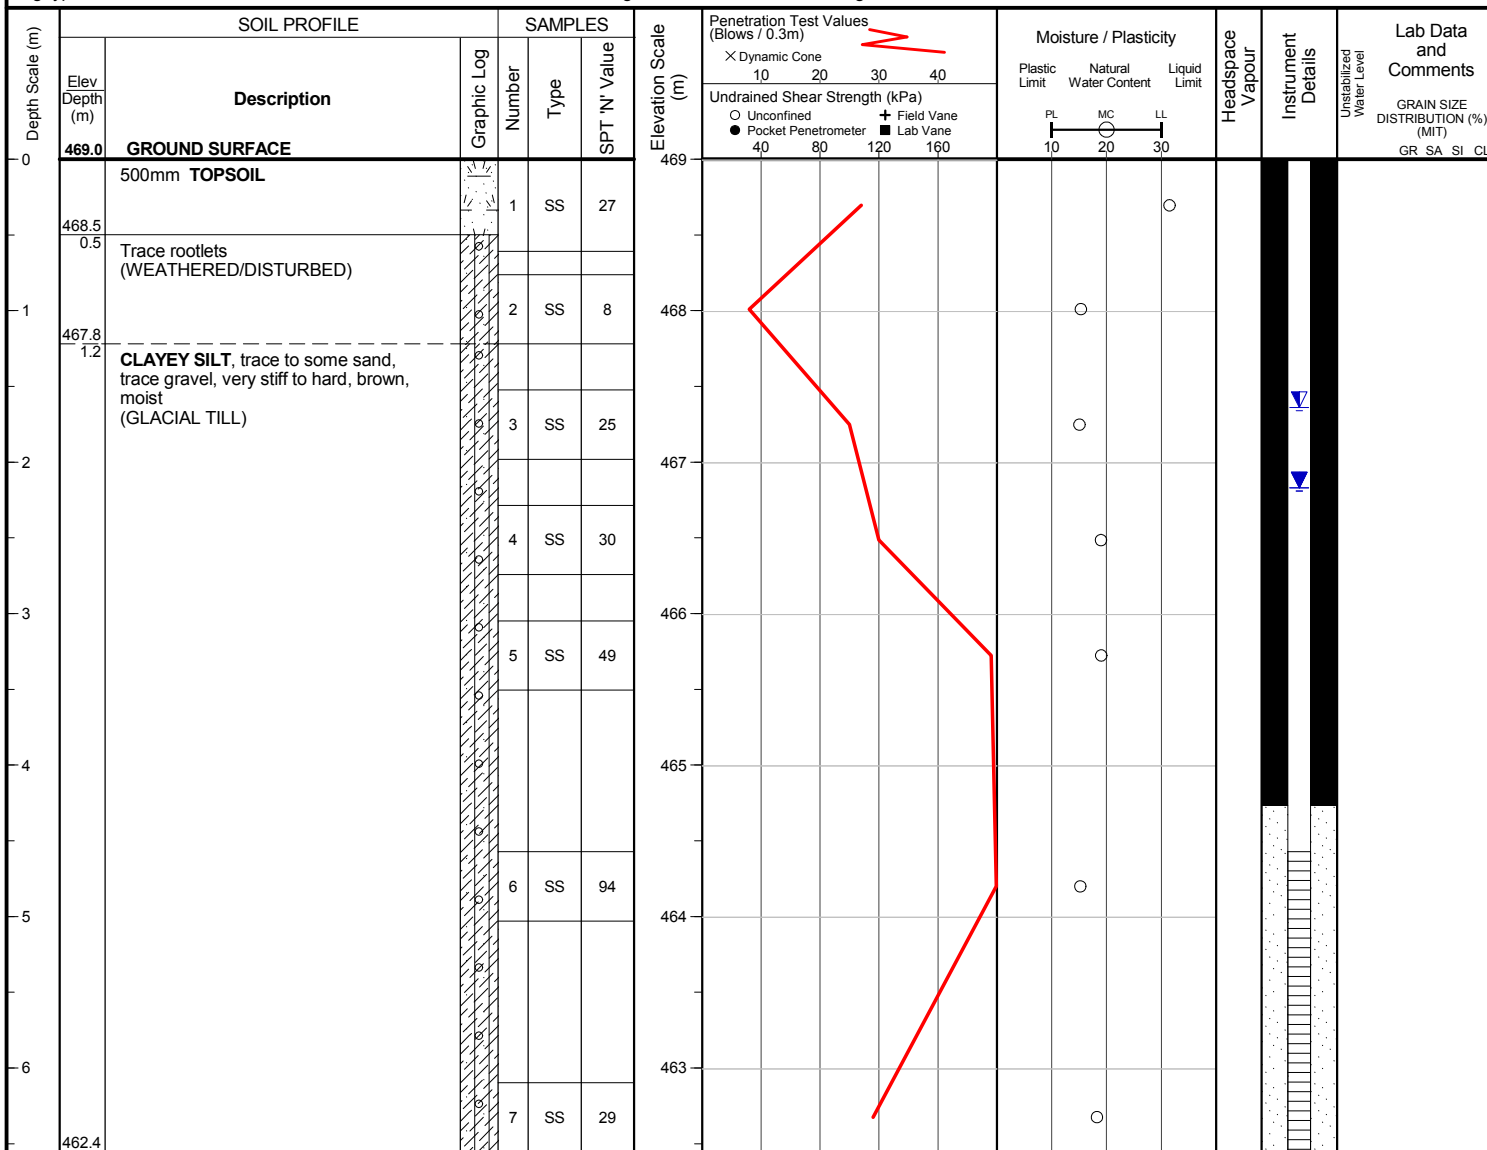 SOIL PROFILE
SAMPLES
Depth Scale (m)
Elev
Depth
(m)
Description
Graphic Log
Number
Type
SPT 'N' Value
Elevation Scale
(m)
Penetration Test Values
(Blows / 0.3m)
× Dynamic Cone
10 20 30 40
Undrained Shear Strength (kPa)
Unconfined
Field Vane
Pocket Penetrometer
Lab Vane
40 80 120 160
Moisture / Plasticity
Plastic
Limit
Natural
Water Content
Liquid
Limit
PL MC LL
10 20 30
Headspace
Vapour
Instrument
Details
Unstabilized
Water Level
Lab Data
and
Comments
GRAIN SIZE
DISTRIBUTION (%)
(MIT)
GR SA SI CL
469.0 GROUND SURFACE
0
469
500mm TOPSOIL
1 SS 27
468.5
0.5
Trace rootlets
(WEATHERED/DISTURBED)
1
2 SS 8
468
467.8
1.2
CLAYEY SILT, trace to some sand,
trace gravel, very stiff to hard, brown,
moist
(GLACIAL TILL)
3 SS 25
2
467
4 SS 30
3
466
5 SS 49
4
465
6 SS 94
5
464
6
463
7 SS 29
462.4